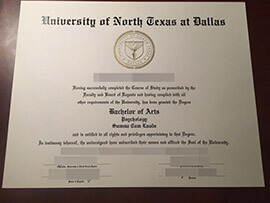 University of North Texas at Dallas
Having successfully completed the Course of Study as prescribed by the
Faculty and Board of Regents and having complied with all
other requirements of the University, has been granted the Degree
Bachelor of Arts
Psychology
Summa Cum Laude
and is entitled to all rights and privileges appertaining to this Degree.
In testimony whereof, the undersigned have subscribed their names and affixed the Seal of the University.